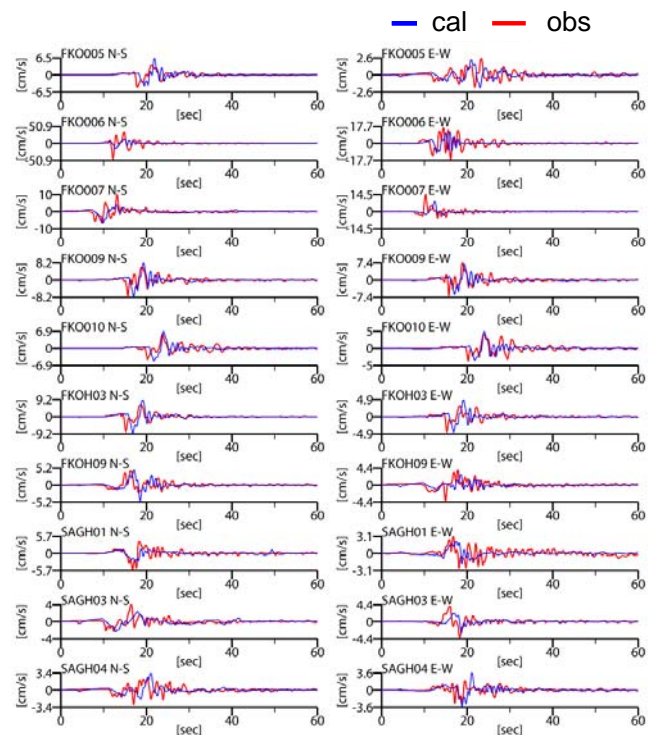 cal obs
6.5 FKO005 N-S 2.6 FKO005 E-W
[cm/s] 0 [cm/s] 0
-6.5 -2.6
0 20 40 60 0 20 40 60
[sec] [sec]
50.9 FKO006 N-S 17.7 FKO006 E-W
[cm/s] 0 [cm/s] 0
-50.9 -17.7
0 20 40 60 0 20 40 60
[sec] [sec]
10 FKO007 N-S 14.5 FKO007 E-W
[cm/s] 0 [cm/s] 0
-10 -14.5
0 20 40 60 0 20 40 60
[sec] [sec]
8.2 FKO009 N-S 7.4 FKO009 E-W
[cm/s] 0 [cm/s] 0
-8.2 -7.4
0 20 40 60 0 20 40 60
[sec] [sec]
6.9 FKO010 N-S 5 FKO010 E-W
[cm/s] 0 [cm/s] 0
-6.9 -5
0 20 40 60 0 20 40 60
[sec] [sec]
9.2 FKOH03 N-S 4.9 FKOH03 E-W
[cm/s] 0 [cm/s] 0
-9.2 -4.9
0 20 40 60 0 20 40 60
[sec] [sec]
5.2 FKOH09 N-S 4.4 FKOH09 E-W
[cm/s] 0 [cm/s] 0
-5.2 -4.4
0 20 40 60 0 20 40 60
[sec] [sec]
5.7 SAGH01 N-S 3.1 SAGH01 E-W
[cm/s] 0 [cm/s] 0
-5.7 -3.1
0 20 40 60 0 20 40 60
[sec] [sec]
4 SAGH03 N-S 4.4 SAGH03 E-W
[cm/s] 0 [cm/s] 0
-4 -4.4
0 20 40 60 0 20 40 60
[sec] [sec]
3.4 SAGH04 N-S 3.6 SAGH04 E-W
[cm/s] 0 [cm/s] 0
-3.4 -3.6
0 20 40 60 0 20 40 60